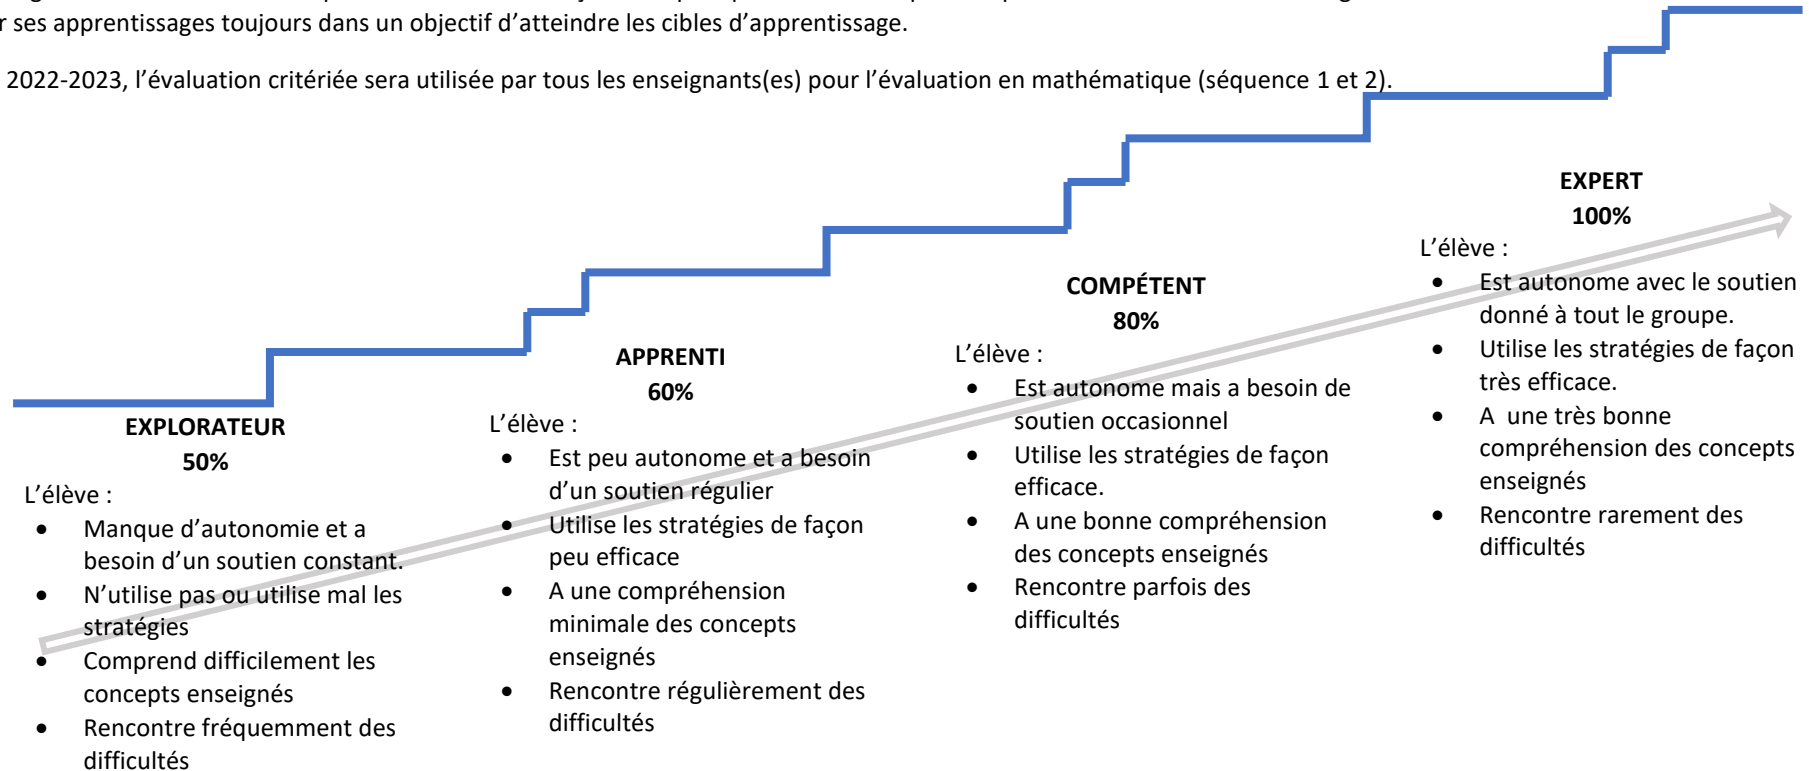 r ses apprentissages toujours dans un objectif d’atteindre les cibles d’apprentissage.
2022-2023, l’évaluation critériée sera utilisée par tous les enseignants(es) pour l’évaluation en mathématique (séquence 1 et 2).
EXPLORATEUR
50%
L’élève :
• Manque d’autonomie et a
besoin d’un soutien constant.
• N’utilise pas ou utilise mal les
stratégies
• Comprend difficilement les
concepts enseignés
• Rencontre fréquemment des
difficultés
APPRENTI
60%
L’élève :
• Est peu autonome et a besoin
d’un soutien régulier
• Utilise les stratégies de façon
peu efficace
• A une compréhension
minimale des concepts
enseignés
• Rencontre régulièrement des
difficultés
COMPÉTENT
80%
L’élève :
• Est autonome mais a besoin de
soutien occasionnel
• Utilise les stratégies de façon
efficace.
• A une bonne compréhension
des concepts enseignés
• Rencontre parfois des
difficultés
EXPERT
100%
L’élève :
• Est autonome avec le soutien
donné à tout le groupe.
• Utilise les stratégies de façon
très efficace.
• A une très bonne
compréhension des concepts
enseignés
• Rencontre rarement des
difficultés